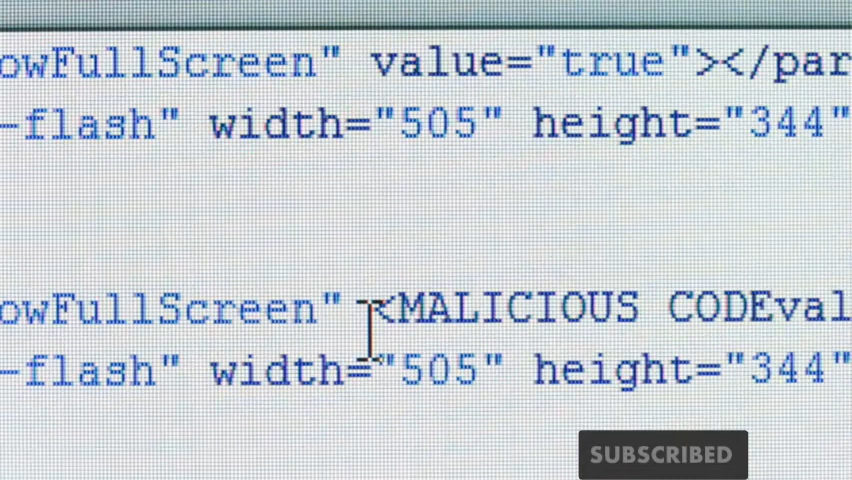 owFullScreen" value="true"></par
-flash" width="505" height="344"
owFullScreen" <MALICIOUS CODEval
-flash" width="505" height="344"
SUBSCRIBED